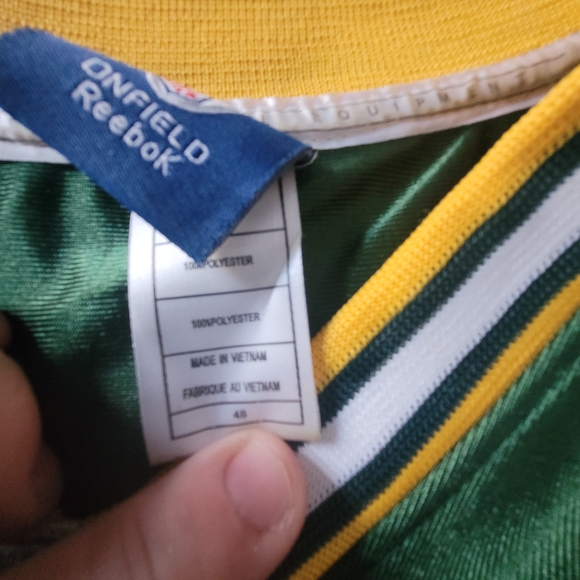 ONFIELD
Reebok
EQUIPMENT
100%POLYESTER
100%POLYESTER
MADE IN VIETNAM
FABRIQUE AU VIETNAM
48